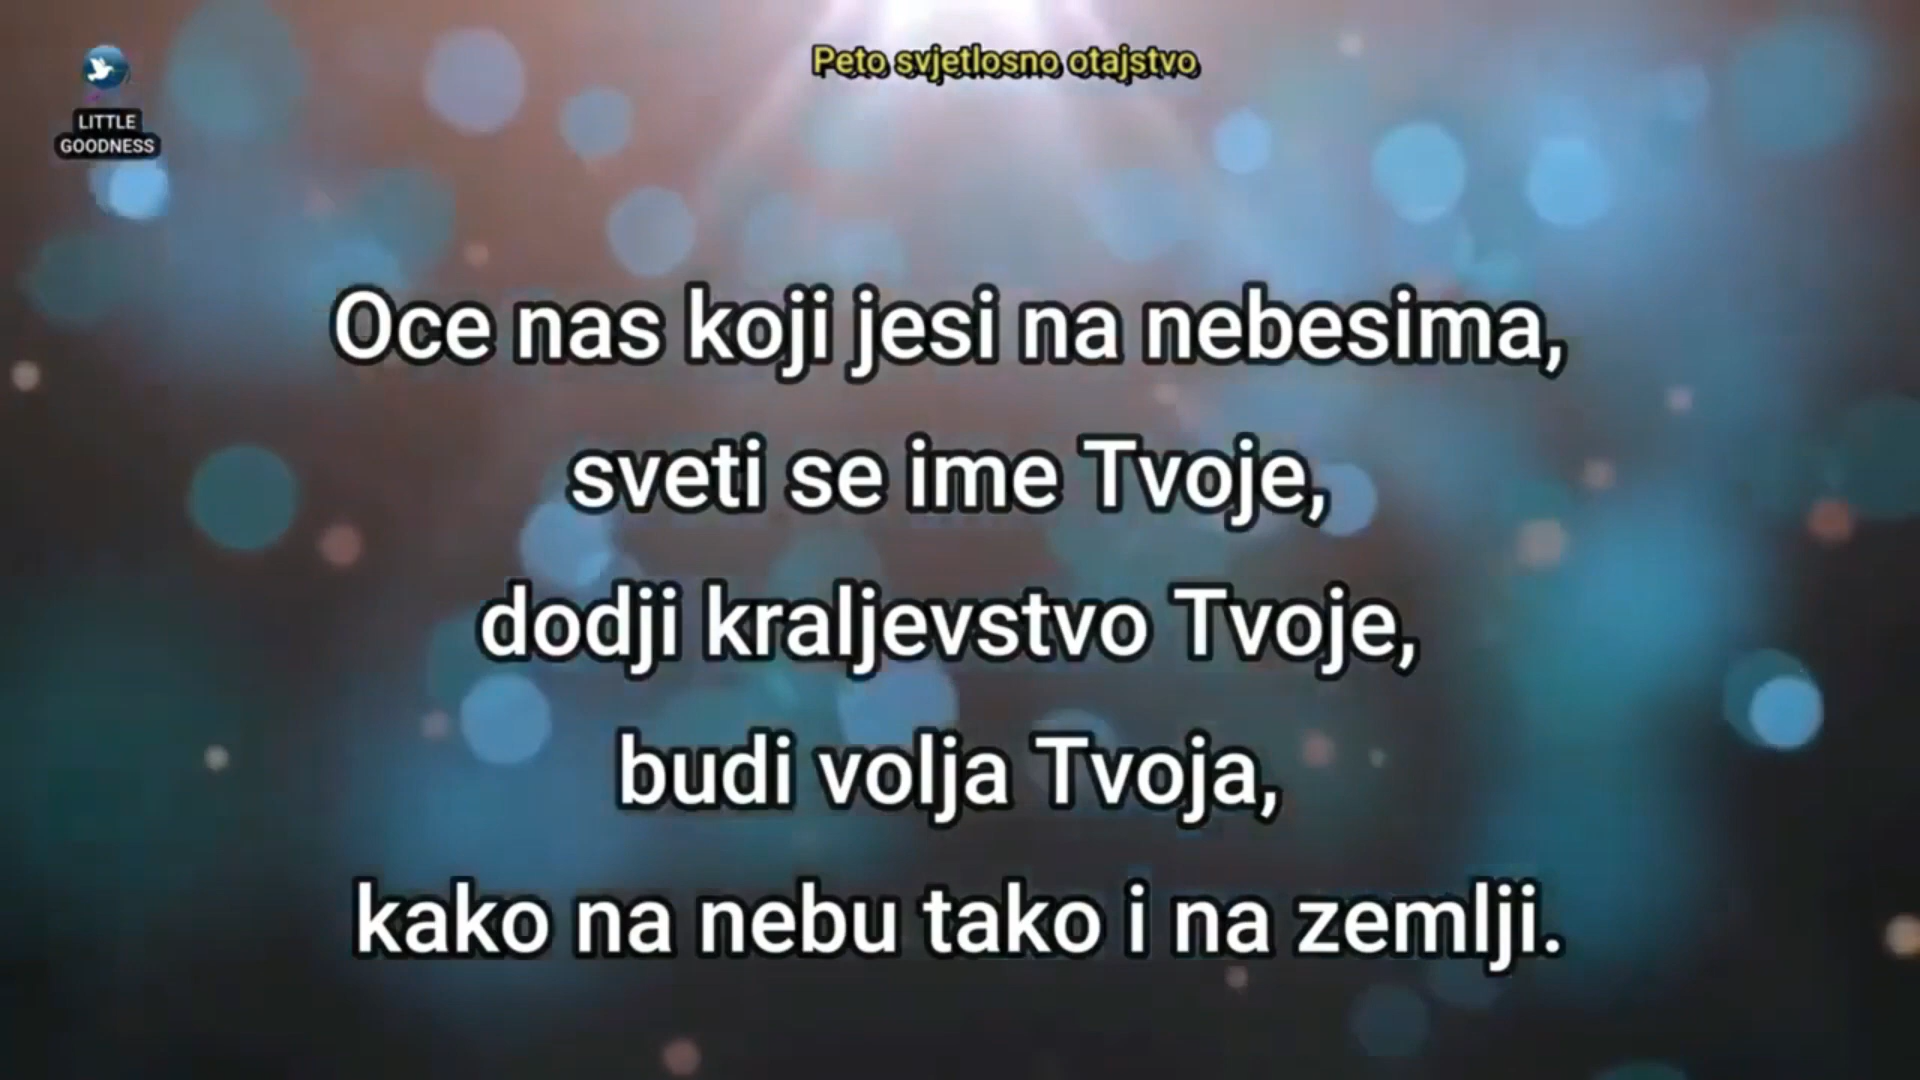 Peto svjetlosno otajstvo
LITTLE
GOODNESS
Oce nas koji jesi na nebesima,
sveti se ime Tvoje,
dodji kraljevstvo Tvoje,
budi volja Tvoja,
kako na nebu tako i na zemlji.